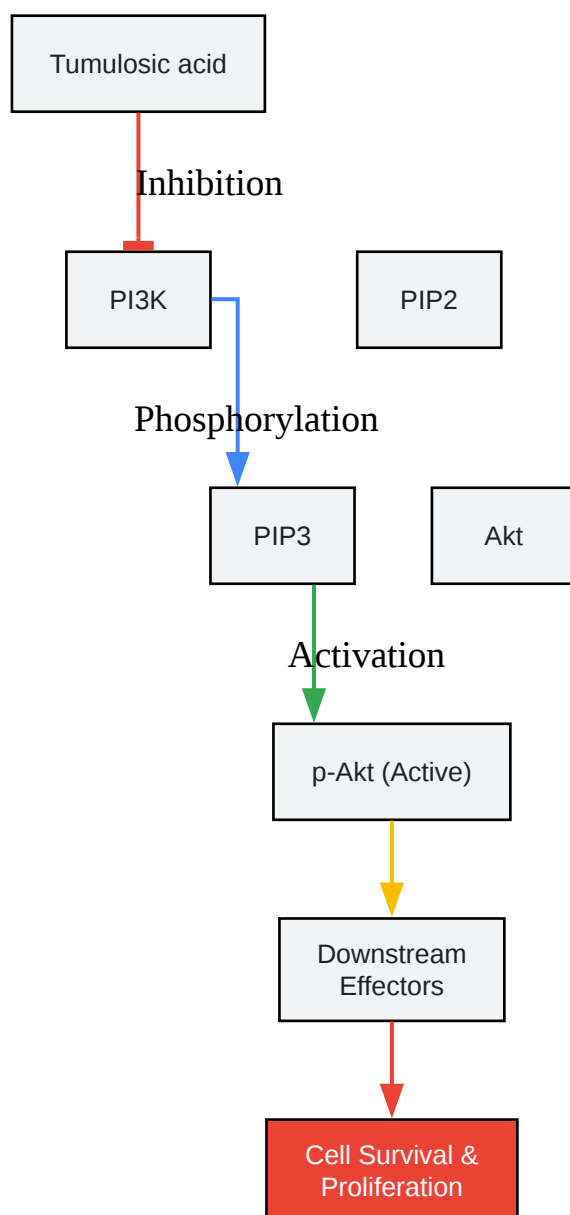 Tumulosic acid
Inhibition
PI3K
PIP2
Phosphorylation
PIP3
Akt
Activation
p-Akt (Active)
Downstream
Effectors
Cell Survival &
Proliferation